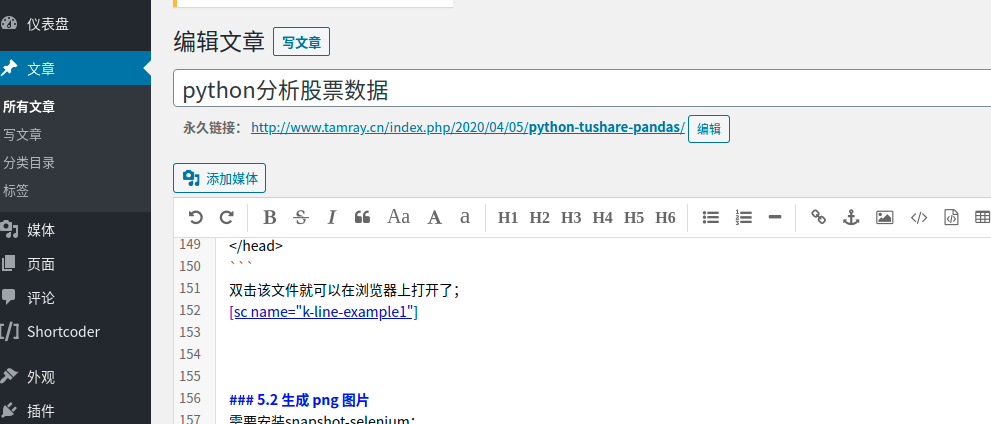 仪表盘
文章
所有文章
写文章
分类目录
标签
媒体
页面
评论
[/] Shortcoder
外观
插件
编辑文章 写文章
python分析股票数据
永久链接： http://www.tamray.cn/index.php/2020/04/05/python-tushare-pandas/ 编辑
添加媒体
B S I Aa A a H1 H2 H3 H4 H5 H6
149 </head>
150 ```
151 双击该文件就可以在浏览器上打开了；
152 [sc name="k-line-example1"]
153
154
155
156 ### 5.2 生成 png 图片
157 需要安装snapshot-selenium：